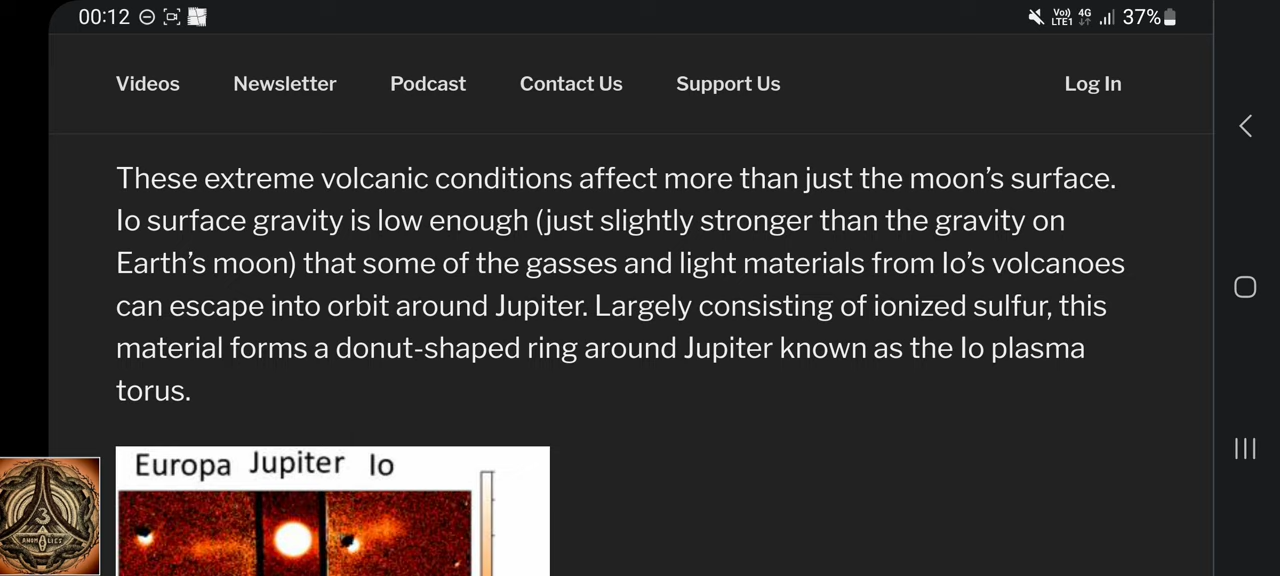 00:12
Vo) 4G 37%
LTE1
Videos Newsletter Podcast Contact Us Support Us Log In
These extreme volcanic conditions affect more than just the moon's surface.
Io surface gravity is low enough (just slightly stronger than the gravity on
Earth's moon) that some of the gasses and light materials from Io's volcanoes
can escape into orbit around Jupiter. Largely consisting of ionized sulfur, this
material forms a donut-shaped ring around Jupiter known as the Io plasma
torus.
Europa Jupiter Io
3